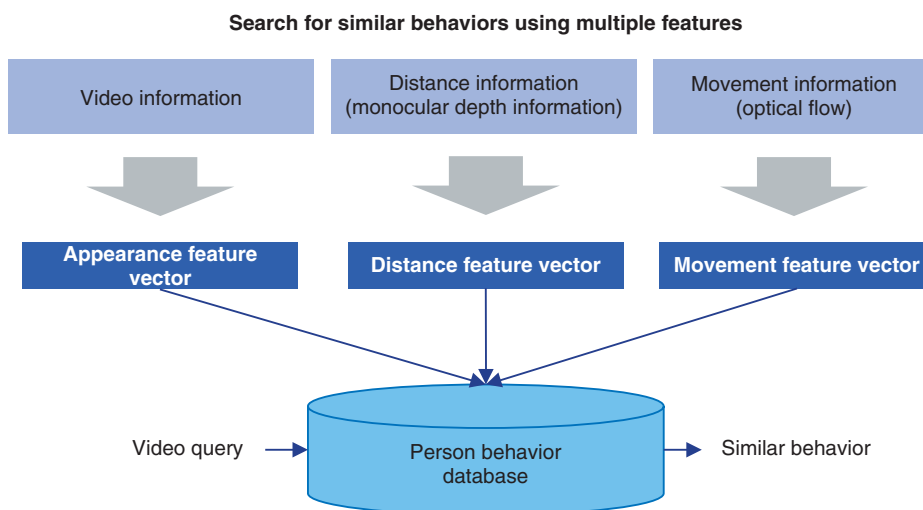 Search for similar behaviors using multiple features
Video information
Distance information
(monocular depth information)
Movement information
(optical flow)
Appearance feature
vector
Distance feature vector
Movement feature vector
Video query
Person behavior
database
Similar behavior